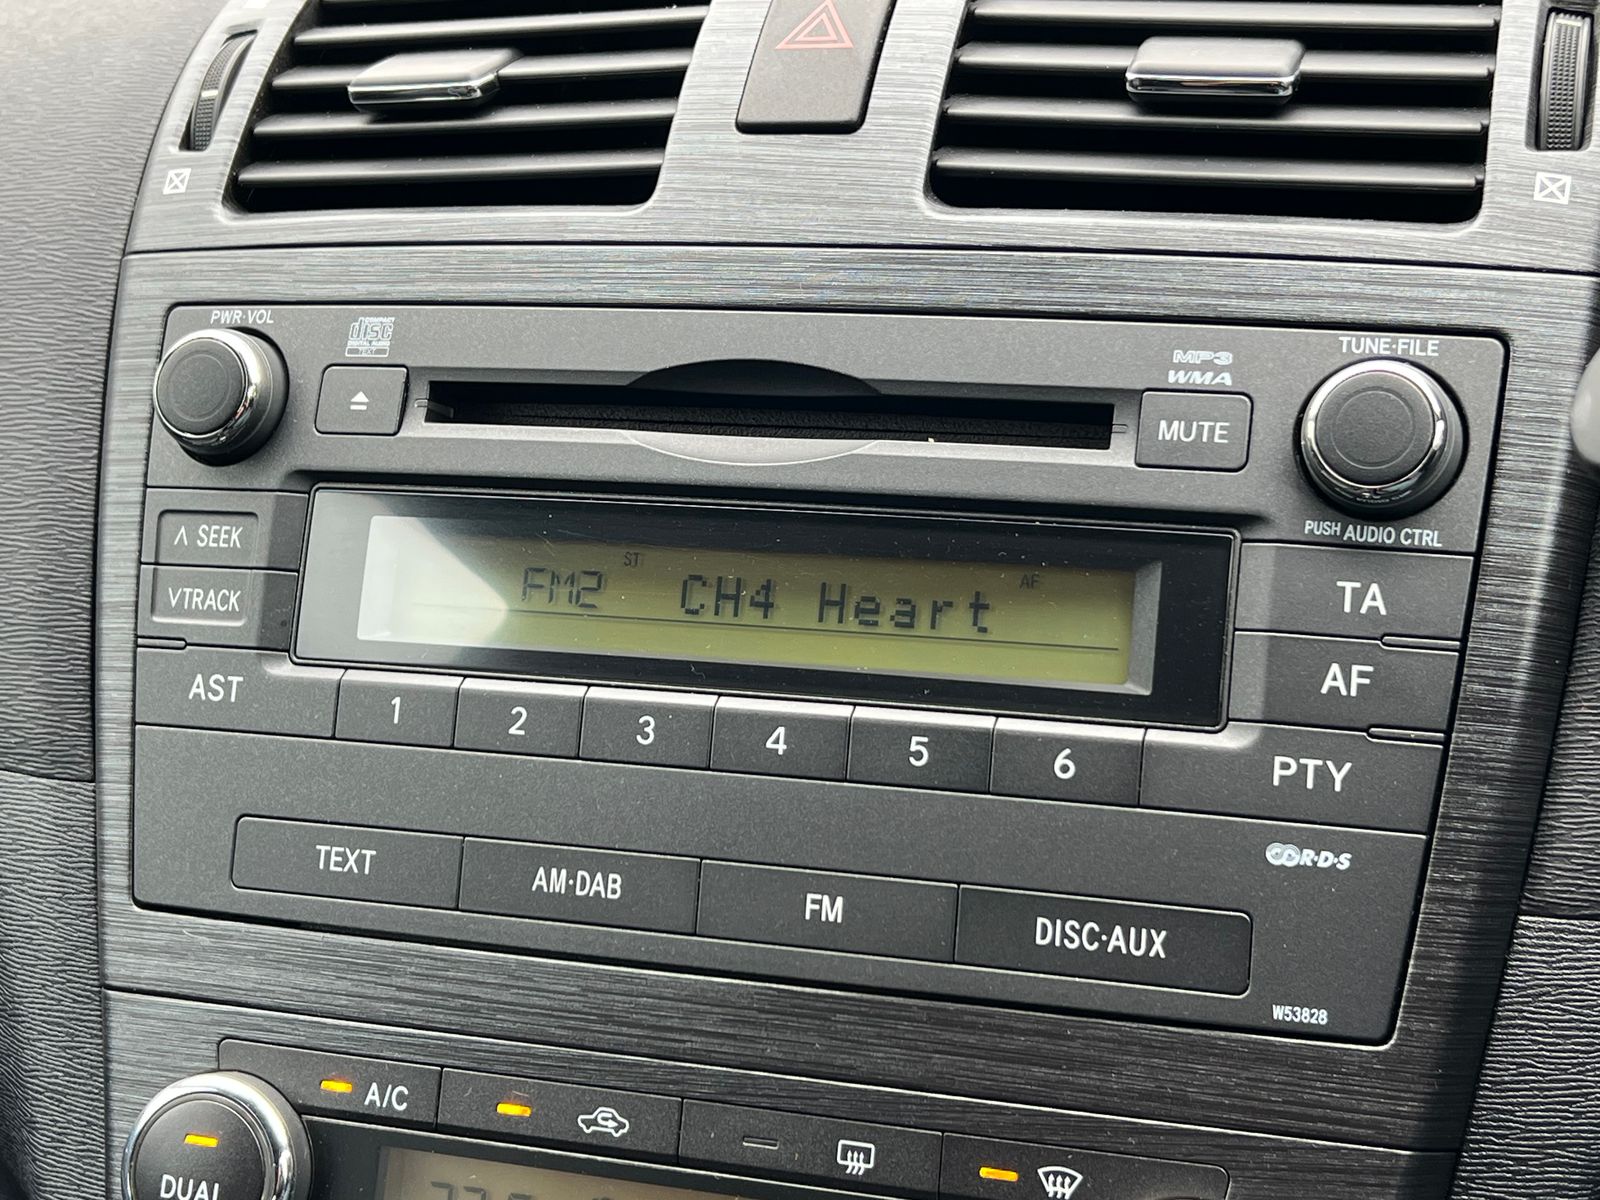 PWR·VOL
COMPACT
disc
DIGITAL AUDIO
TEXT
MP3
WMA
TUNE·FILE
MUTE
PUSH AUDIO CTRL
∧ SEEK
∨TRACK
ST
AF
FM2 CH4 Heart
TA
AF
AST
1
2
3
4
5
6
PTY
TEXT
AM·DAB
FM
DISC·AUX
R·D·S
W53828
A/C
DUAL